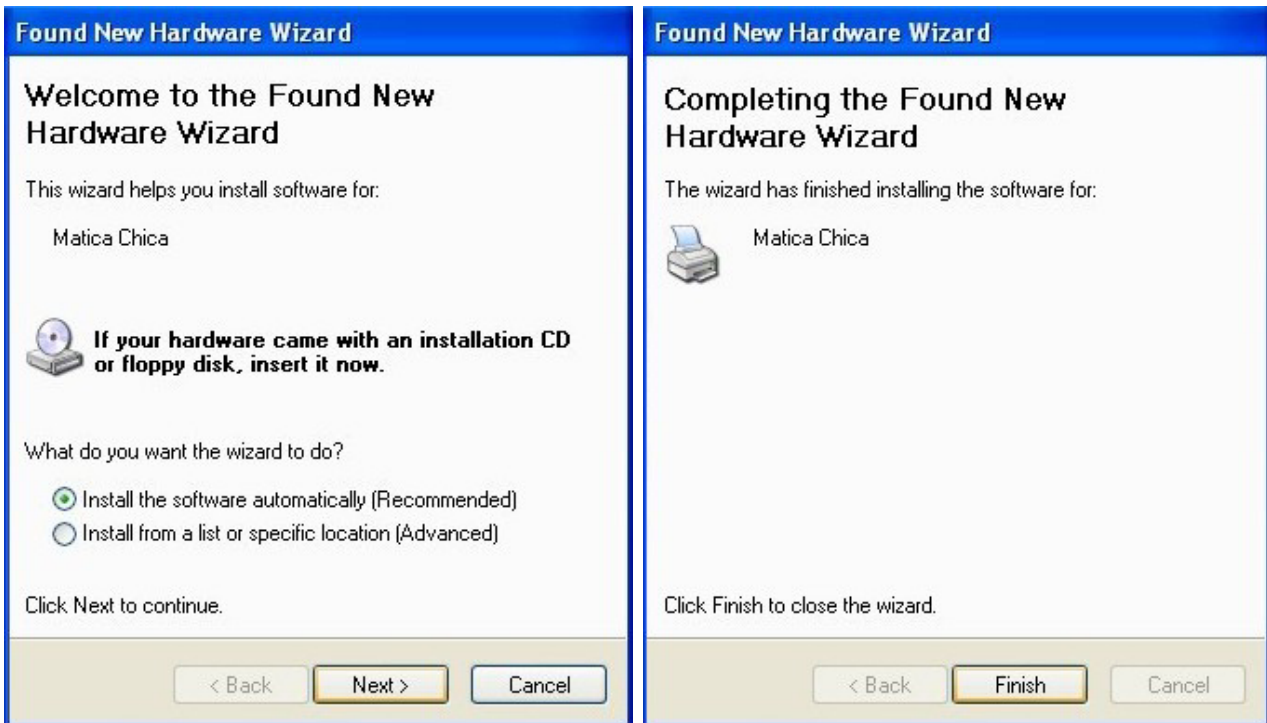 Found New Hardware Wizard
Welcome to the Found New
Hardware Wizard
This wizard helps you install software for:
Matica Chica
If your hardware came with an installation CD
or floppy disk, insert it now.
What do you want the wizard to do?
Install the software automatically (Recommended)
Install from a list or specific location (Advanced)
Click Next to continue.
< Back
Next >
Cancel
Found New Hardware Wizard
Completing the Found New
Hardware Wizard
The wizard has finished installing the software for:
Matica Chica
Click Finish to close the wizard.
< Back
Finish
Cancel